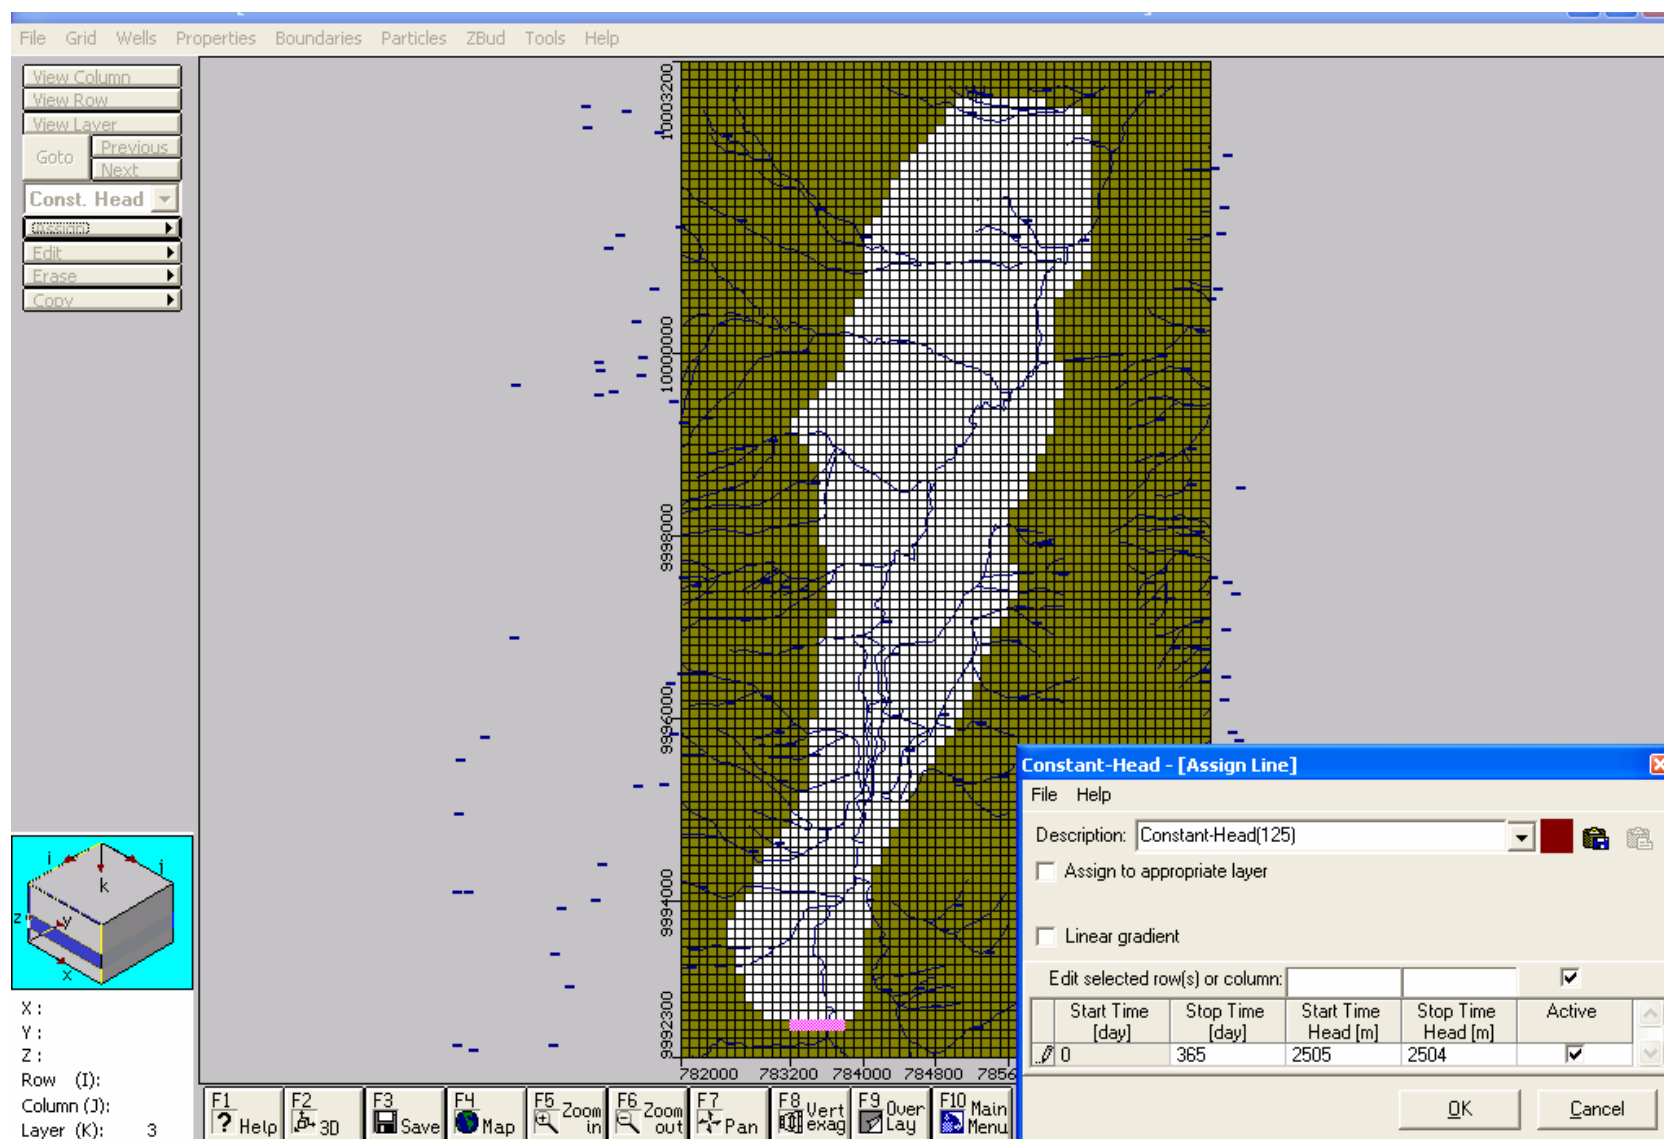 File Grid Wells Properties Boundaries Particles ZBud Tools Help
View Column
View Row
View Layer
Goto
Previous
Next
Const. Head
Assign
Edit
Erase
Copy
10003200
10000000
9998000
9996000
9994000
9992300
782000 783200 784000 784800 7856
i j k
z y x
X :
Y :
Z :
Row (I):
Column (J):
Layer (K): 3
Constant-Head - [Assign Line]
File Help
Description: Constant-Head(125)
Assign to appropriate layer
Linear gradient
Edit selected row(s) or column:
Start Time [day] Stop Time [day] Start Time Head [m] Stop Time Head [m] Active
0 365 2505 2504
OK Cancel
F1 ? Help
F2 3D
F3 Save
F4 Map
F5 Zoom in
F6 Zoom out
F7 Pan
F8 Vert exag
F9 Over Lay
F10 Main Menu